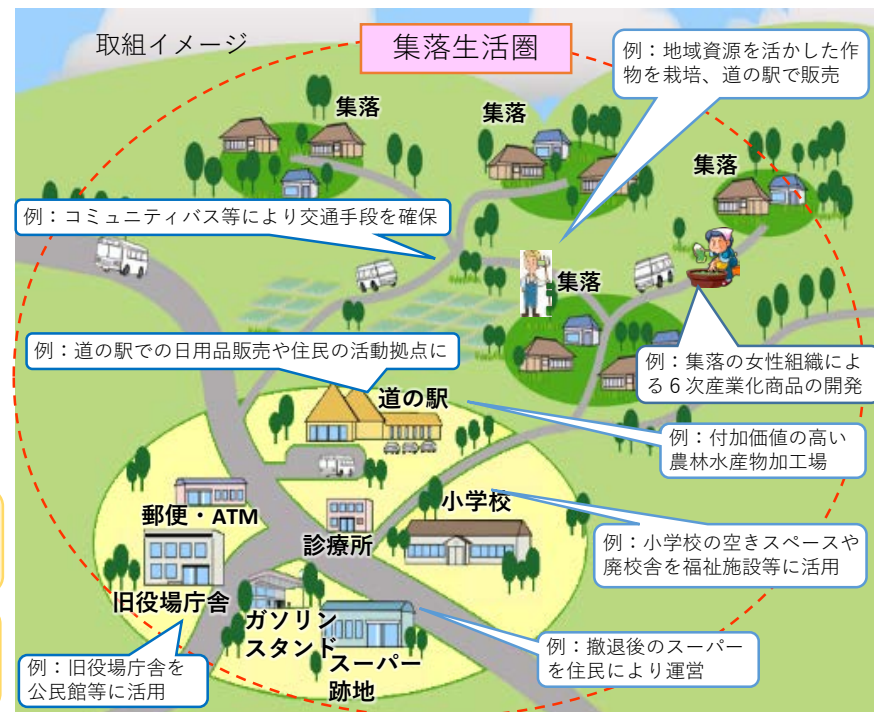 取組イメージ
集落生活圏
例：地域資源を活かした作
物を栽培、道の駅で販売
集落
集落
集落
例：コミュニティバス等により交通手段を確保
集落
例：道の駅での日用品販売や住民の活動拠点に
例：集落の女性組織によ
る６次産業化商品の開発
道の駅
例：付加価値の高い
農林水産物加工場
郵便・ATM
小学校
診療所
例：小学校の空きスペースや
廃校舎を福祉施設等に活用
旧役場庁舎
ガソリン
スタンド
スーパー
跡地
例：撤退後のスーパー
を住民により運営
例：旧役場庁舎を
公民館等に活用